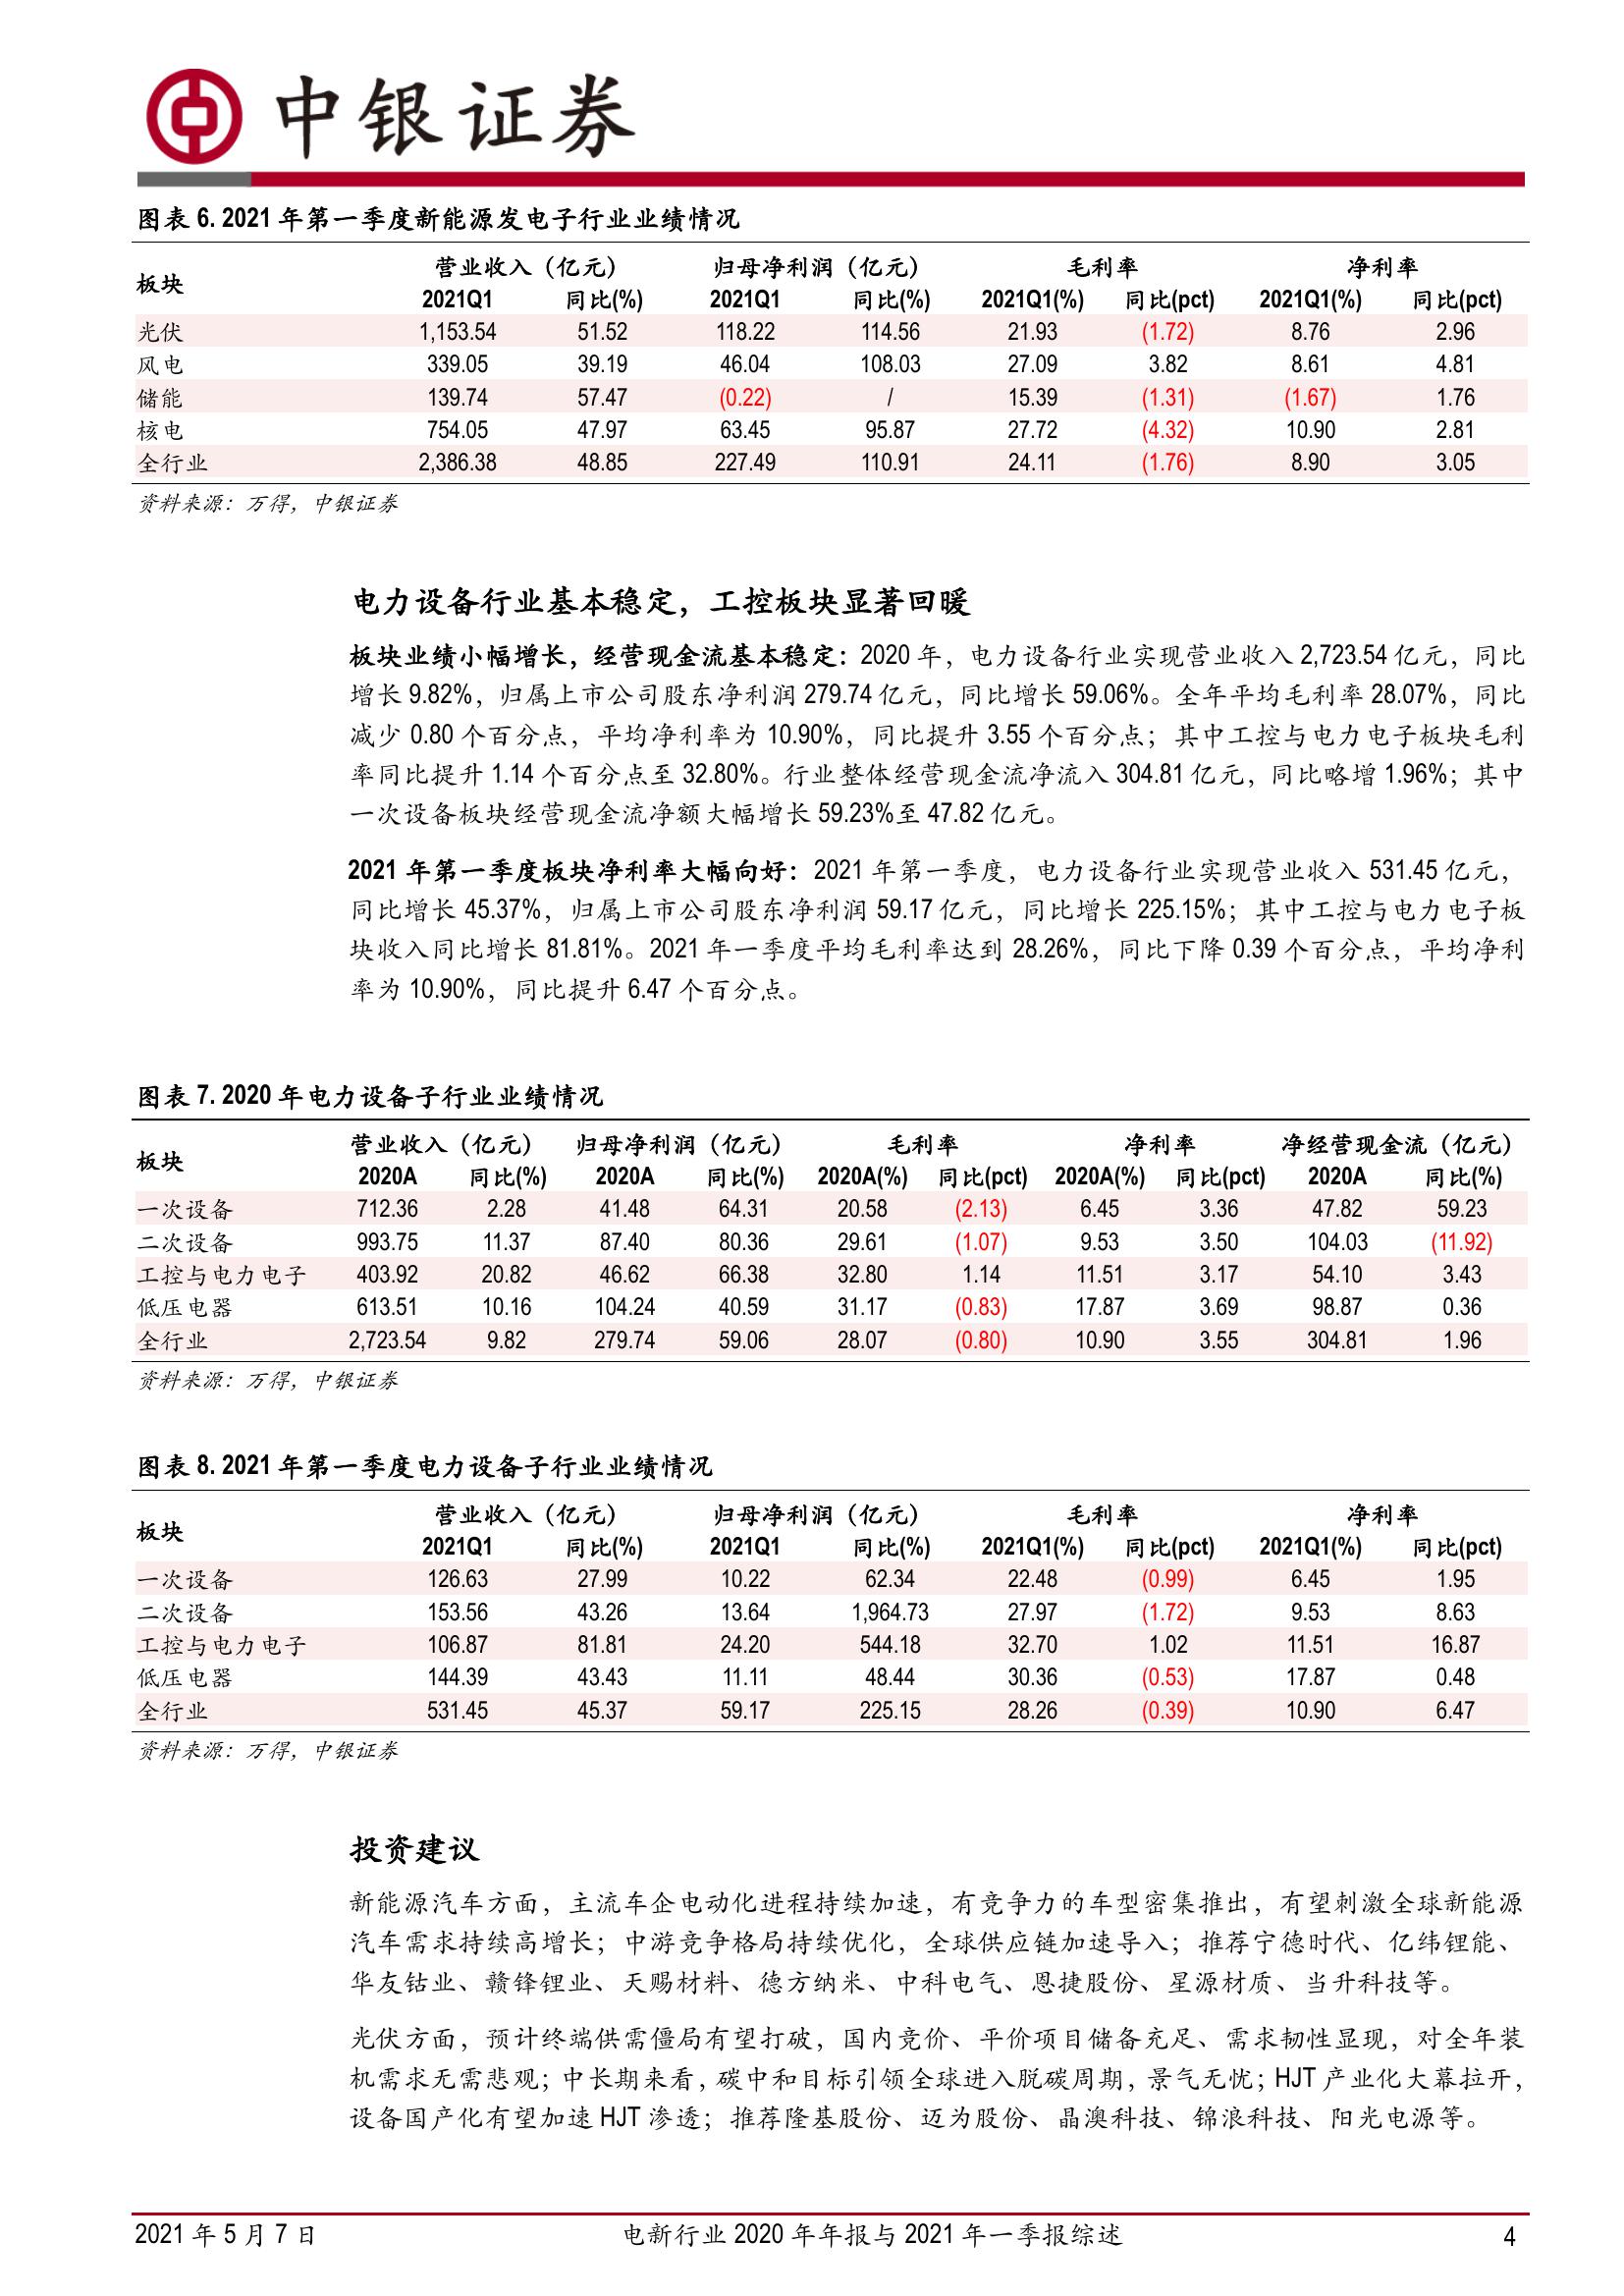 中银证券
图表 6. 2021 年第一季度新能源发电子行业业绩情况
板块 营业收入（亿元） 归母净利润（亿元） 毛利率 净利率
2021Q1 同比(%) 2021Q1 同比(%) 2021Q1(%) 同比(pct) 2021Q1(%) 同比(pct)
光伏 1,153.54 51.52 118.22 114.56 21.93 (1.72) 8.76 2.96
风电 339.05 39.19 46.04 108.03 27.09 3.82 8.61 4.81
储能 139.74 57.47 (0.22) / 15.39 (1.31) (1.67) 1.76
核电 754.05 47.97 63.45 95.87 27.72 (4.32) 10.90 2.81
全行业 2,386.38 48.85 227.49 110.91 24.11 (1.76) 8.90 3.05
资料来源：万得，中银证券
电力设备行业基本稳定，工控板块显著回暖
板块业绩小幅增长，经营现金流基本稳定：2020 年，电力设备行业实现营业收入 2,723.54 亿元，同比
增长 9.82%，归属上市公司股东净利润 279.74 亿元，同比增长 59.06%。全年平均毛利率 28.07%，同比
减少 0.80 个百分点，平均净利率为 10.90%，同比提升 3.55 个百分点；其中工控与电力电子板块毛利
率同比提升 1.14 个百分点至 32.80%。行业整体经营现金流净流入 304.81 亿元，同比略增 1.96%；其中
一次设备板块经营现金流净额大幅增长 59.23%至 47.82 亿元。
2021 年第一季度板块净利率大幅向好：2021 年第一季度，电力设备行业实现营业收入 531.45 亿元，
同比增长 45.37%，归属上市公司股东净利润 59.17 亿元，同比增长 225.15%；其中工控与电力电子板
块收入同比增长 81.81%。2021 年一季度平均毛利率达到 28.26%，同比下降 0.39 个百分点，平均净利
率为 10.90%，同比提升 6.47 个百分点。
图表 7. 2020 年电力设备子行业业绩情况
板块 营业收入（亿元） 归母净利润（亿元） 毛利率 净利率 净经营现金流（亿元）
2020A 同比(%) 2020A 同比(%) 2020A(%) 同比(pct) 2020A(%) 同比(pct) 2020A 同比(%)
一次设备 712.36 2.28 41.48 64.31 20.58 (2.13) 6.45 3.36 47.82 59.23
二次设备 993.75 11.37 87.40 80.36 29.61 (1.07) 9.53 3.50 104.03 (11.92)
工控与电力电子 403.92 20.82 46.62 66.38 32.80 1.14 11.51 3.17 54.10 3.43
低压电器 613.51 10.16 104.24 40.59 31.17 (0.83) 17.87 3.69 98.87 0.36
全行业 2,723.54 9.82 279.74 59.06 28.07 (0.80) 10.90 3.55 304.81 1.96
资料来源：万得，中银证券
图表 8. 2021 年第一季度电力设备子行业业绩情况
板块 营业收入（亿元） 归母净利润（亿元） 毛利率 净利率
2021Q1 同比(%) 2021Q1 同比(%) 2021Q1(%) 同比(pct) 2021Q1(%) 同比(pct)
一次设备 126.63 27.99 10.22 62.34 22.48 (0.99) 6.45 1.95
二次设备 153.56 43.26 13.64 1,964.73 27.97 (1.72) 9.53 8.63
工控与电力电子 106.87 81.81 24.20 544.18 32.70 1.02 11.51 16.87
低压电器 144.39 43.43 11.11 48.44 30.36 (0.53) 17.87 0.48
全行业 531.45 45.37 59.17 225.15 28.26 (0.39) 10.90 6.47
资料来源：万得，中银证券
投资建议
新能源汽车方面，主流车企电动化进程持续加速，有竞争力的车型密集推出，有望刺激全球新能源
汽车需求持续高增长；中游竞争格局持续优化，全球供应链加速导入；推荐宁德时代、亿纬锂能、
华友钴业、赣锋锂业、天赐材料、德方纳米、中科电气、恩捷股份、星源材质、当升科技等。
光伏方面，预计终端供需僵局有望打破，国内竞价、平价项目储备充足、需求韧性显现，对全年装
机需求无需悲观；中长期来看，碳中和目标引领全球进入脱碳周期，景气无忧；HJT 产业化大幕拉开，
设备国产化有望加速 HJT 渗透；推荐隆基股份、迈为股份、晶澳科技、锦浪科技、阳光电源等。
2021 年 5 月 7 日 电新行业 2020 年年报与 2021 年一季报综述 4